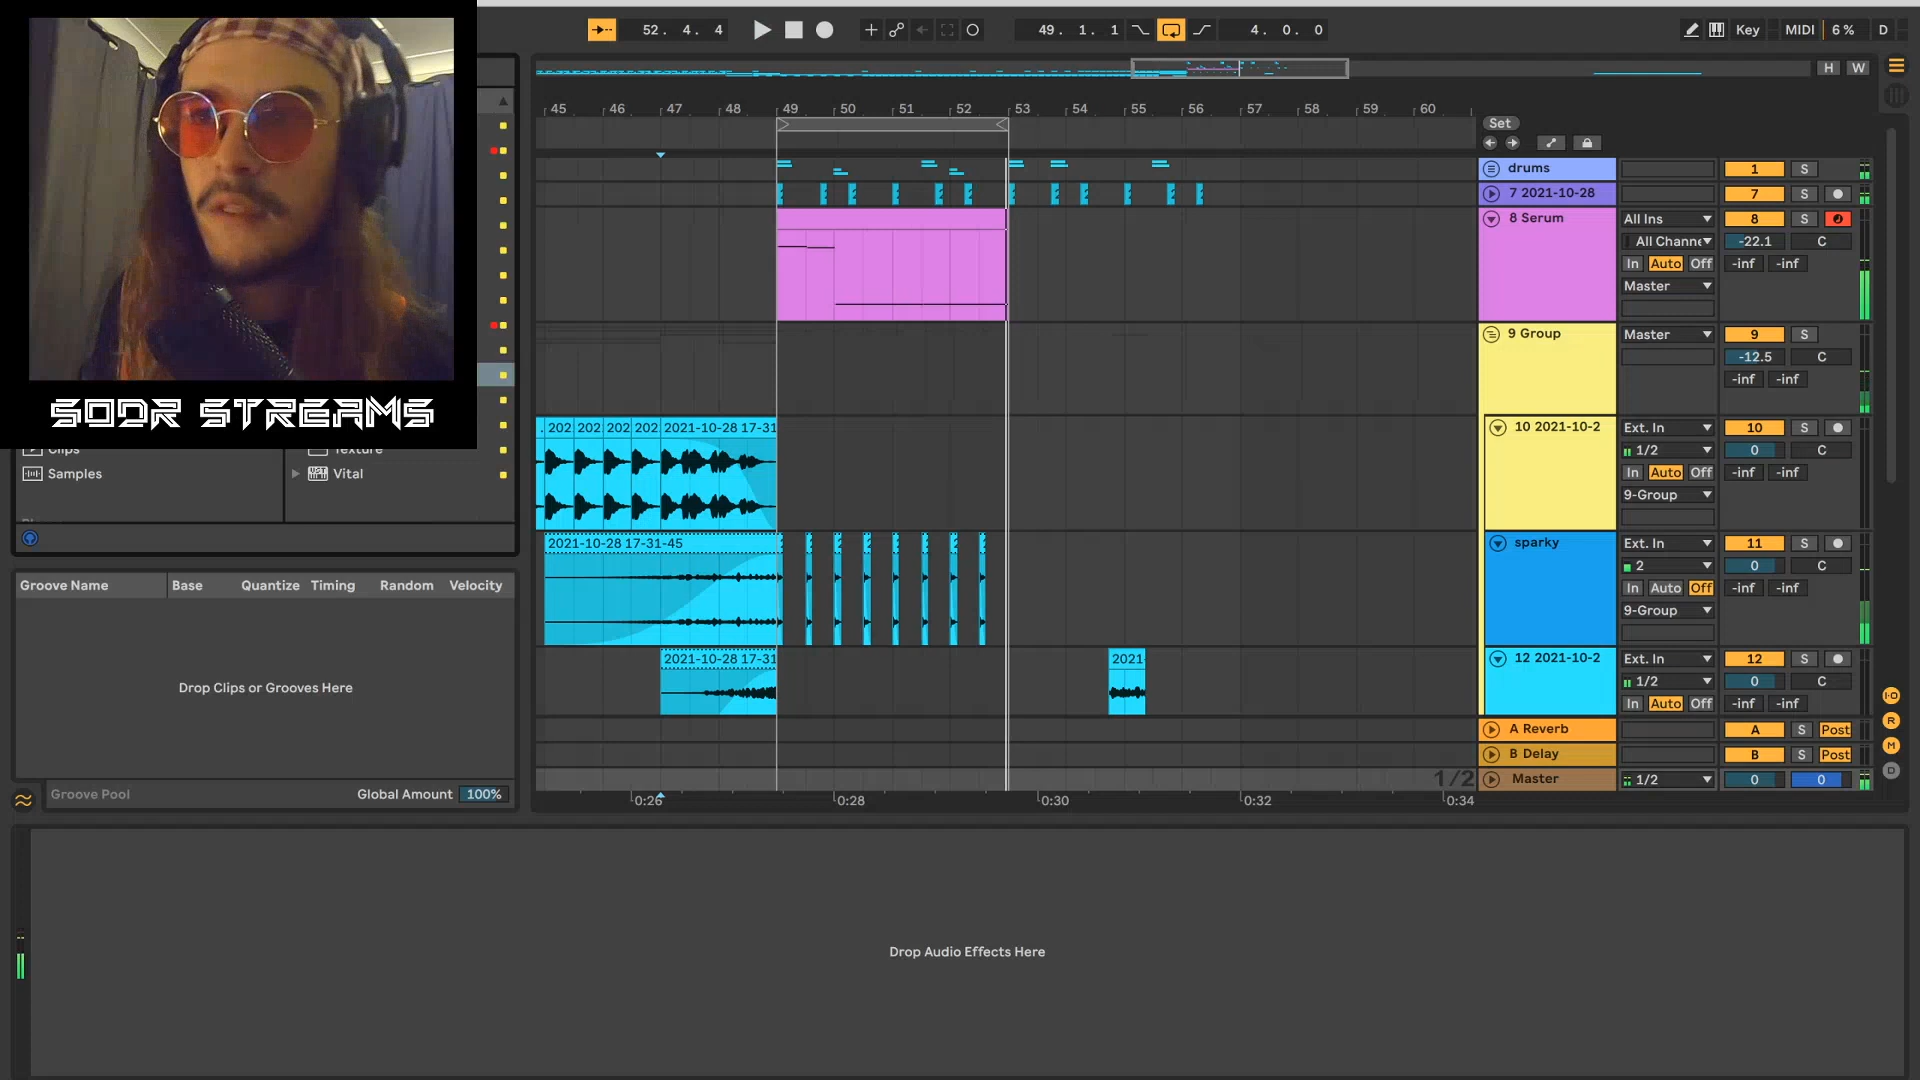 52. 4. 4
49. 1. 1
4. 0. 0
Key
MIDI
6 %
D
H W
45 46 47 48 49 50 51 52 53 54 55 56 57 58 59 60
Set
drums
1 S
7 2021-10-28
7 S
8 Serum
All Ins
8 S
-22.1 C
In Auto Off
-inf -inf
Master
9 Group
Master
9 S
-12.5 C
-inf -inf
SODR STREAMS
Clips
Texture
Samples
Vital
202 202 202 202 2021-10-28 17-31
10 2021-10-2
Ext. In
10 S
1/2
0 C
In Auto Off
-inf -inf
9-Group
2021-10-28 17-31-45
sparky
Ext. In
11 S
2
0 C
In Auto Off
-inf -inf
9-Group
2021-10-28 17-31
2021-
12 2021-10-2
Ext. In
12 S
1/2
0 C
In Auto Off
-inf -inf
A Reverb
A S Post
B Delay
B S Post
1/2
Master
1/2
0 0
0:26 0:28 0:30 0:32 0:34
I·O
R
M
D
Groove Name Base Quantize Timing Random Velocity
Drop Clips or Grooves Here
Groove Pool
Global Amount 100%
Drop Audio Effects Here